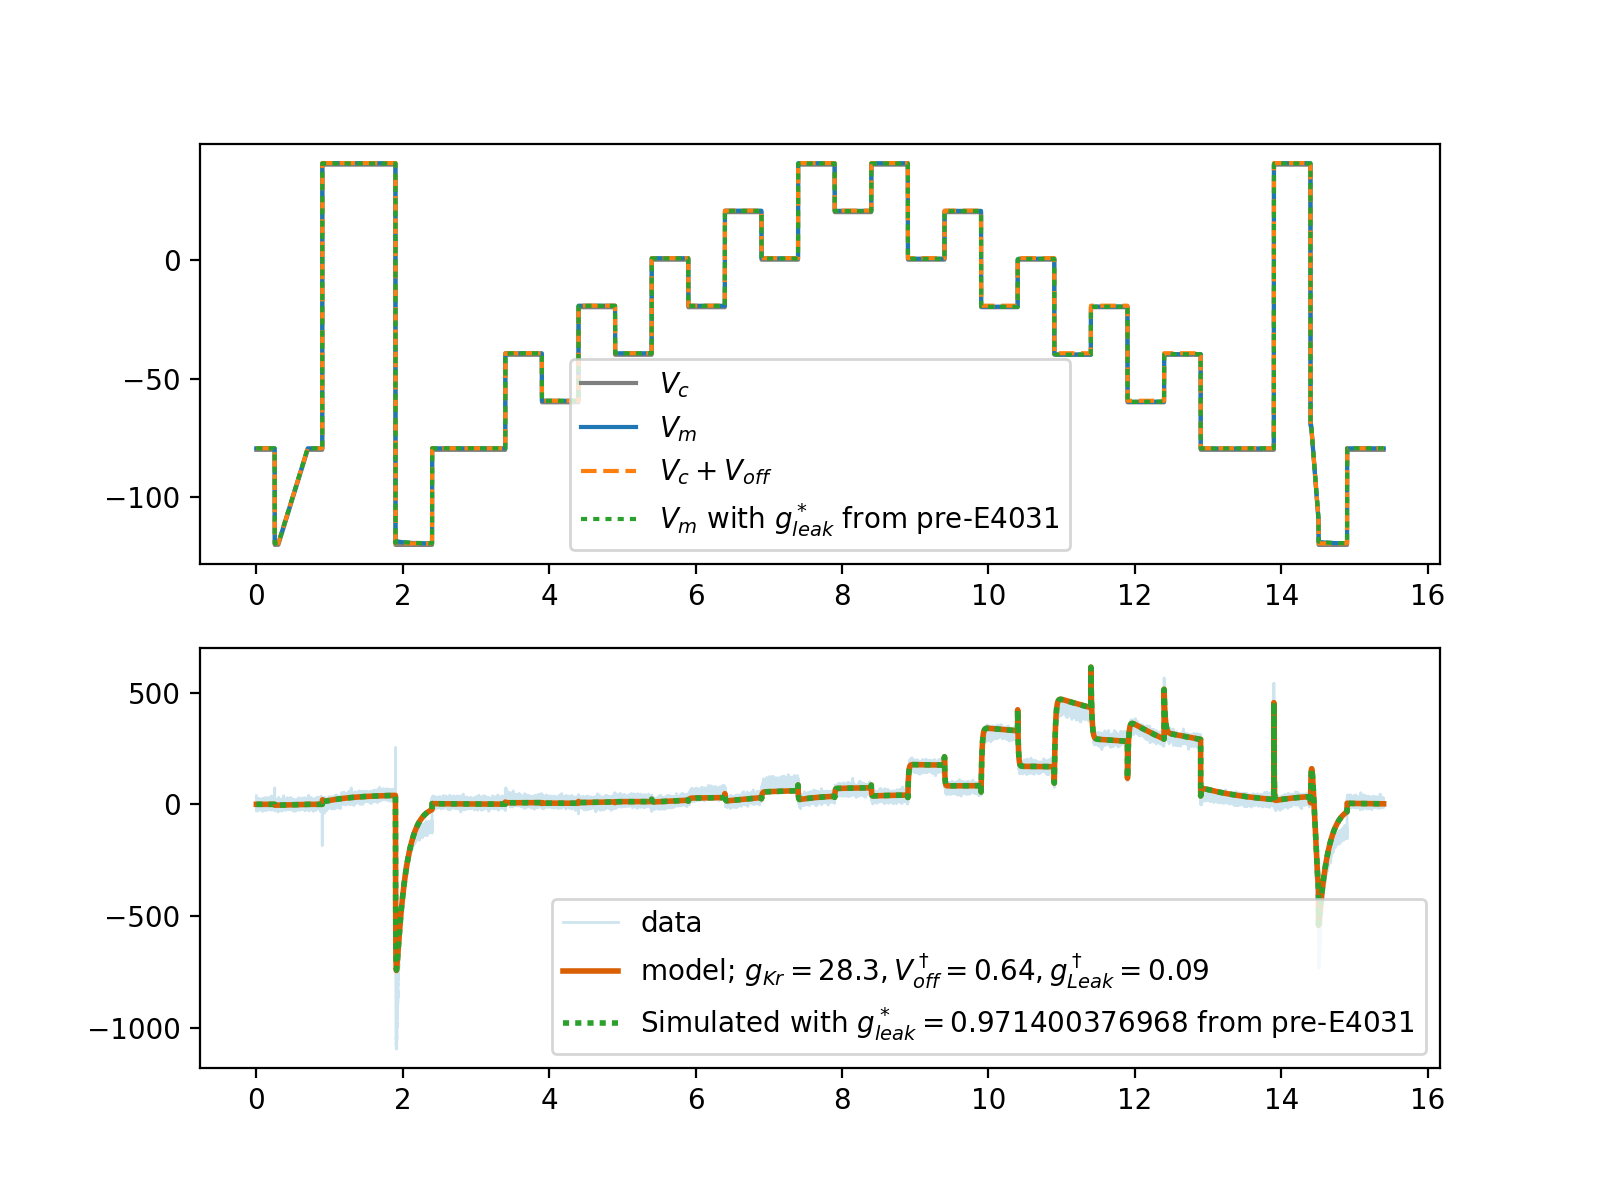 0
−50
−100
V_c
V_m
V_c + V_off
V_m with g*_leak from pre-E4031
0 2 4 6 8 10 12 14 16
500
0
−500
−1000
data
model; g_Kr = 28.3, V†_off = 0.64, g†_Leak = 0.09
Simulated with g*_leak = 0.971400376968 from pre-E4031
0 2 4 6 8 10 12 14 16